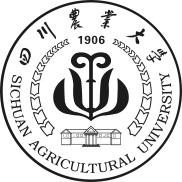 四川農業大學
1906
SICHUAN AGRICULTURAL UNIVERSITY